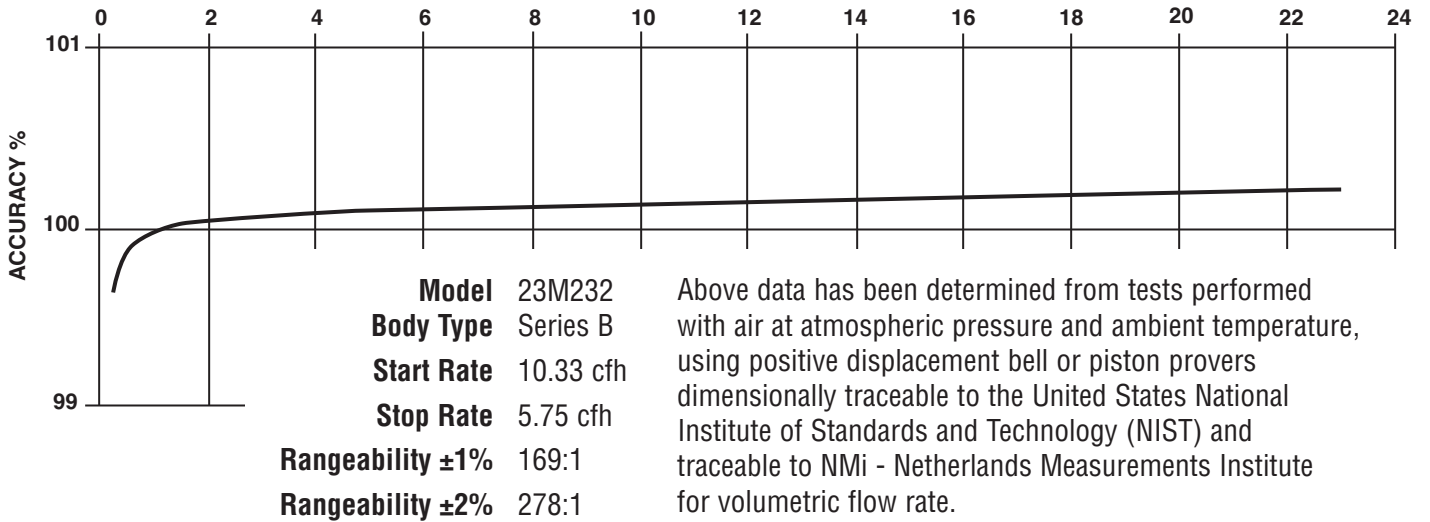 0 2 4 6 8 10 12 14 16 18 20 22 24
101
100
99
ACCURACY %
Model 23M232
Body Type Series B
Start Rate 10.33 cfh
Stop Rate 5.75 cfh
Rangeability ±1% 169:1
Rangeability ±2% 278:1
Above data has been determined from tests performed
with air at atmospheric pressure and ambient temperature,
using positive displacement bell or piston provers
dimensionally traceable to the United States National
Institute of Standards and Technology (NIST) and
traceable to NMi - Netherlands Measurements Institute
for volumetric flow rate.